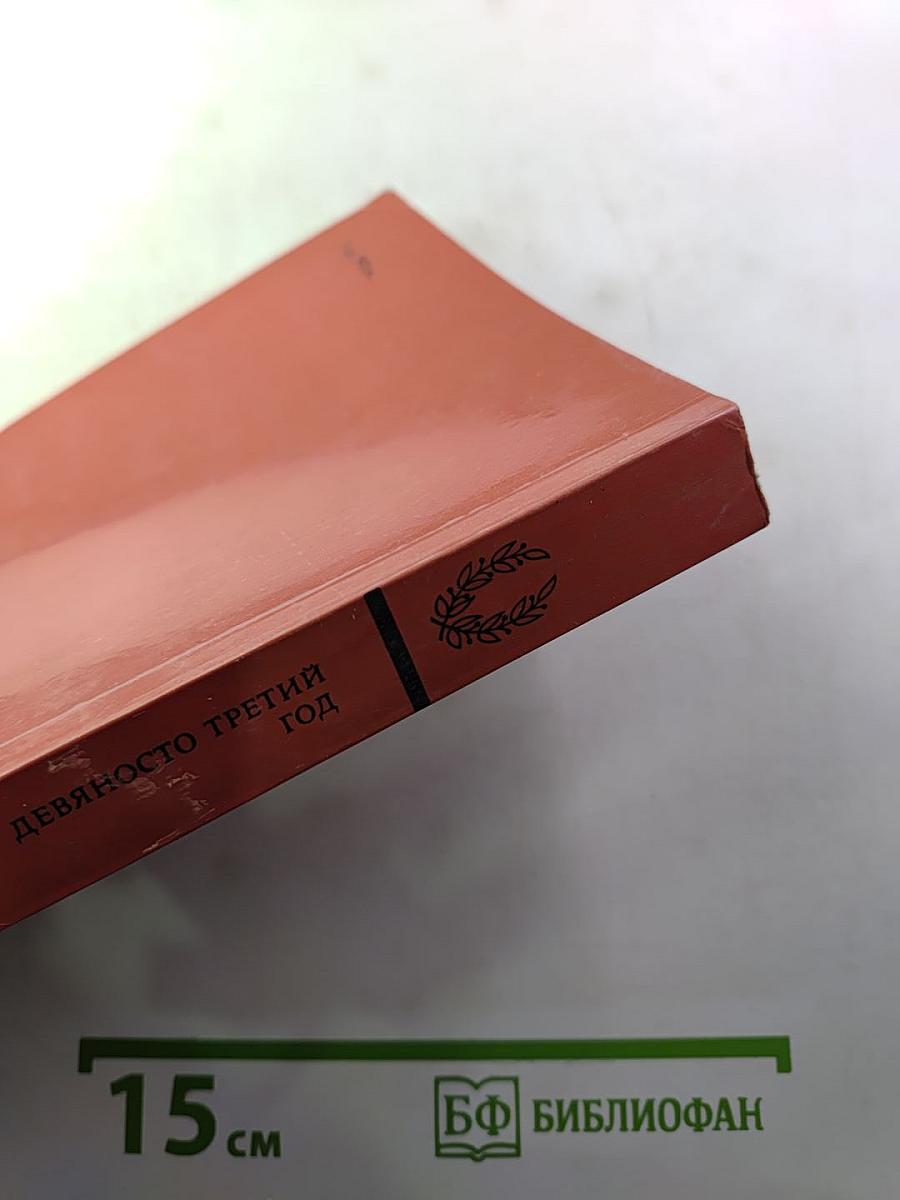 ДЕВЯНОСТО ТРЕТИЙ
ГОД
15 см
БФ БИБЛИОФАН